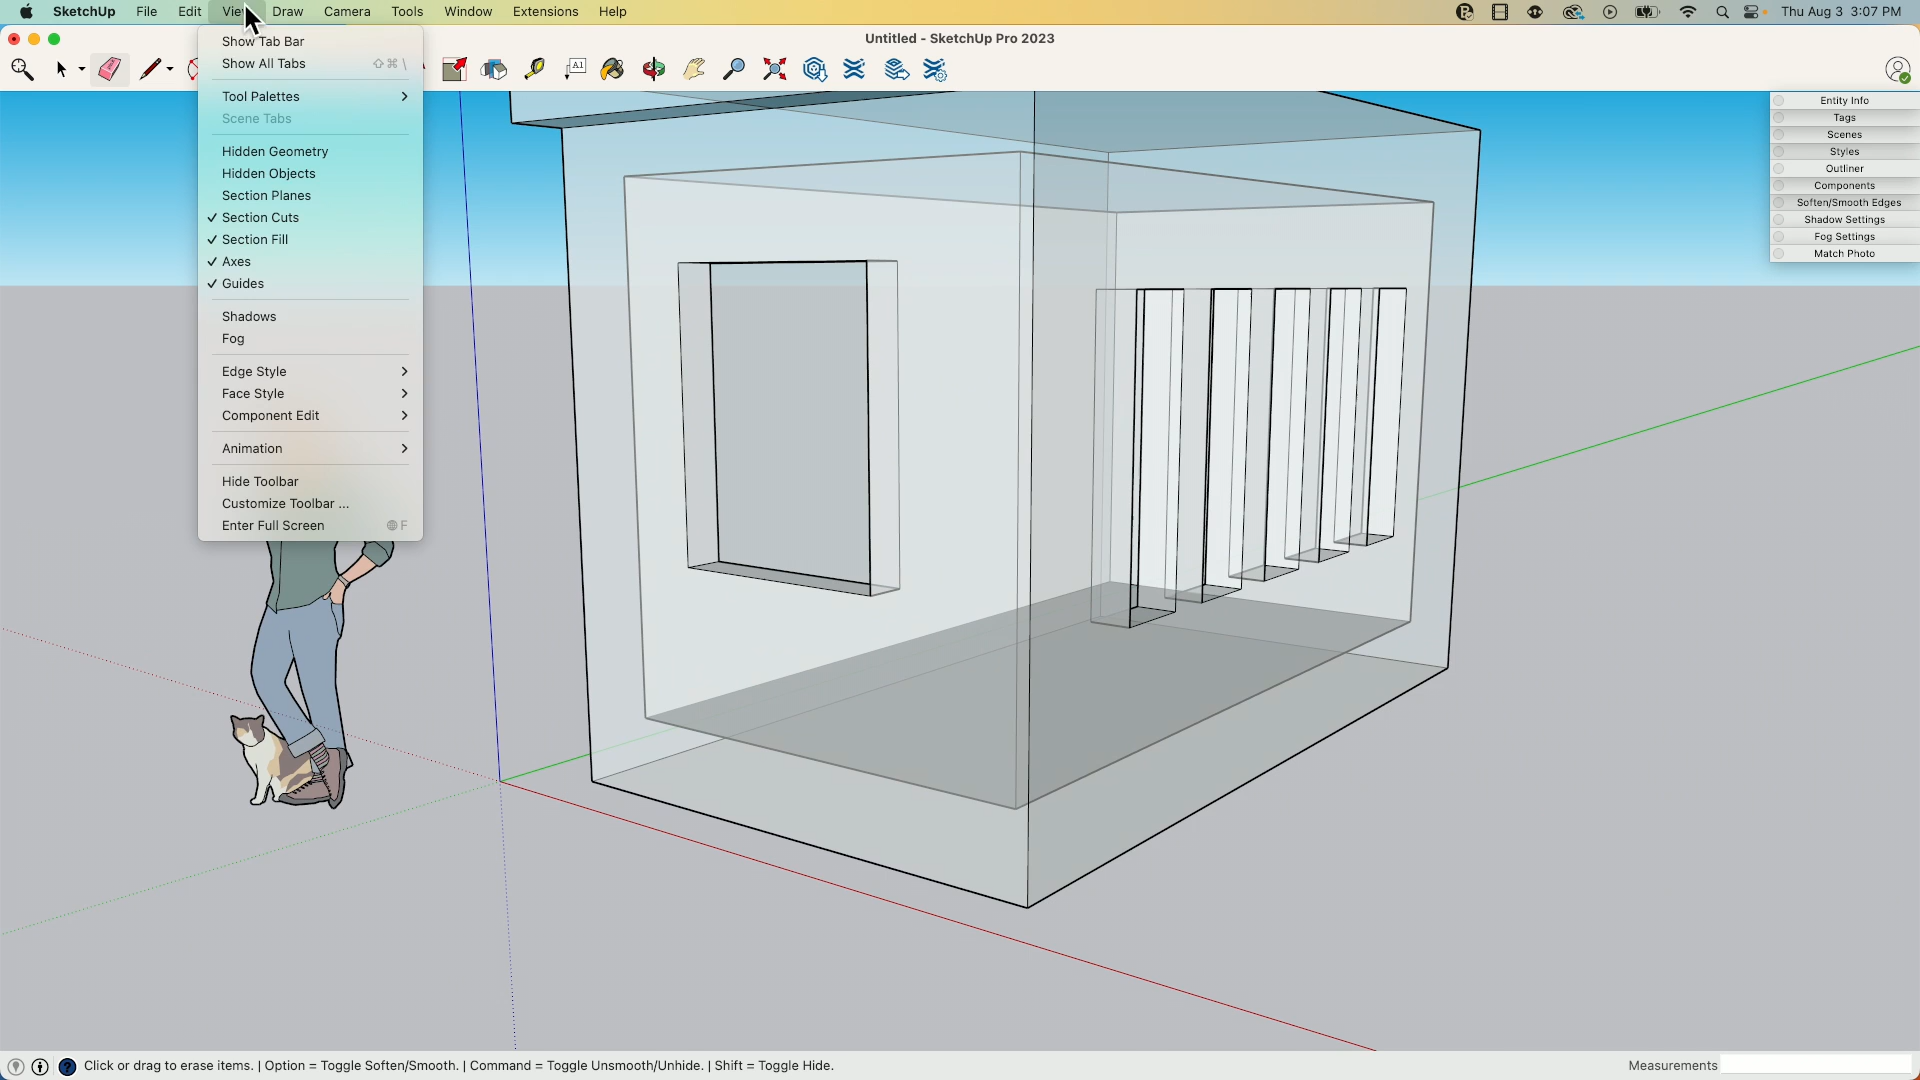 SketchUp File Edit View Draw Camera Tools Window Extensions Help Thu Aug 3 3:07 PM
Untitled - SketchUp Pro 2023
Show Tab Bar
Show All Tabs ⇧⌘\
Tool Palettes
Scene Tabs
Hidden Geometry
Hidden Objects
Section Planes
Section Cuts
Section Fill
Axes
Guides
Shadows
Fog
Edge Style
Face Style
Component Edit
Animation
Hide Toolbar
Customize Toolbar ...
Enter Full Screen F
A1
Entity Info
Tags
Scenes
Styles
Outliner
Components
Soften/Smooth Edges
Shadow Settings
Fog Settings
Match Photo
Click or drag to erase items. | Option = Toggle Soften/Smooth. | Command = Toggle Unsmooth/Unhide. | Shift = Toggle Hide.
Measurements